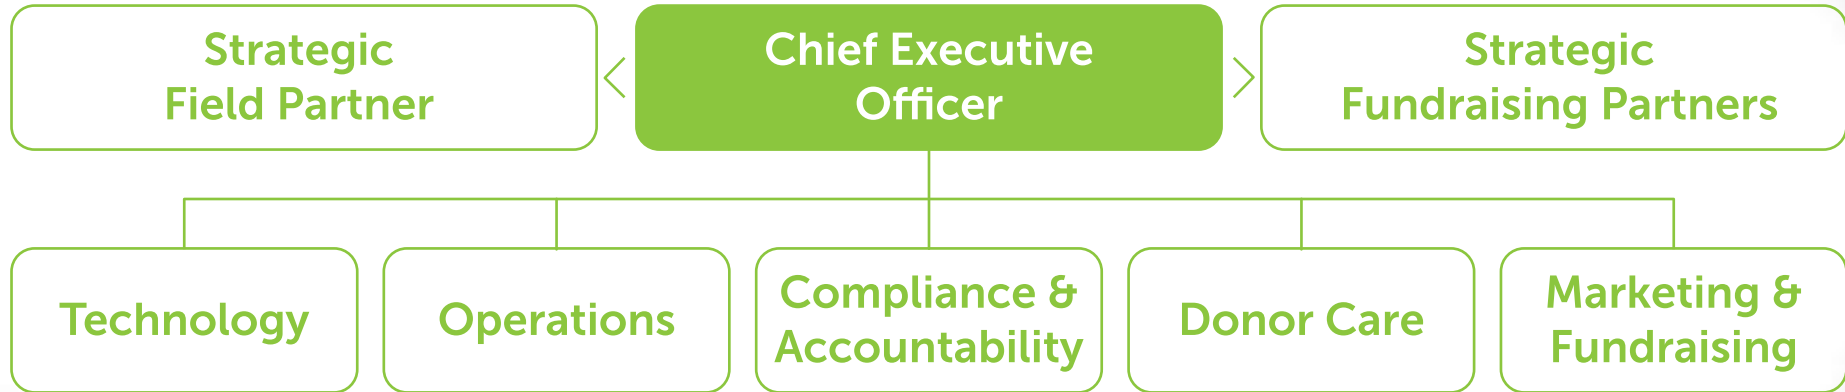 Strategic
Field Partner
Chief Executive
Officer
Strategic
Fundraising Partners
Technology
Operations
Compliance &
Accountability
Donor Care
Marketing &
Fundraising